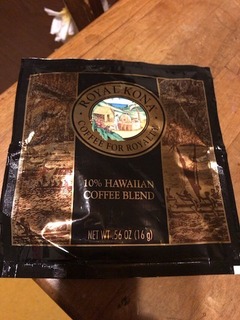 ROYAL KONA
COFFEE FOR ROYALTY
10% HAWAIIAN
COFFEE BLEND
NET WT .56 OZ (16 g)